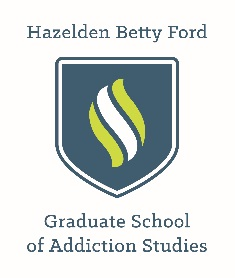 Hazelden Betty Ford
Graduate School
of Addiction Studies